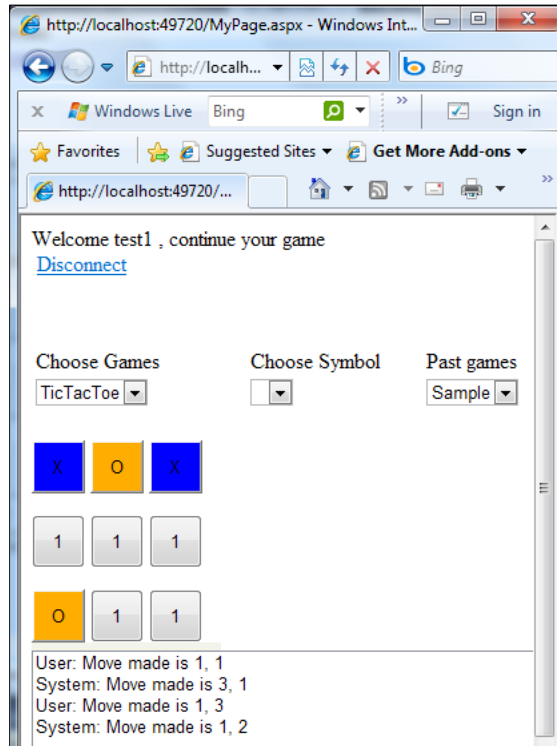 http://localhost:49720/MyPage.aspx - Windows Int...
http://localh... Bing
x Windows Live Bing » Sign in
Favorites Suggested Sites Get More Add-ons
http://localhost:49720/... »
Welcome test1 , continue your game
Disconnect
Choose Games Choose Symbol Past games
TicTacToe Sample
X O X
1 1 1
O 1 1
User: Move made is 1, 1
System: Move made is 3, 1
User: Move made is 1, 3
System: Move made is 1, 2